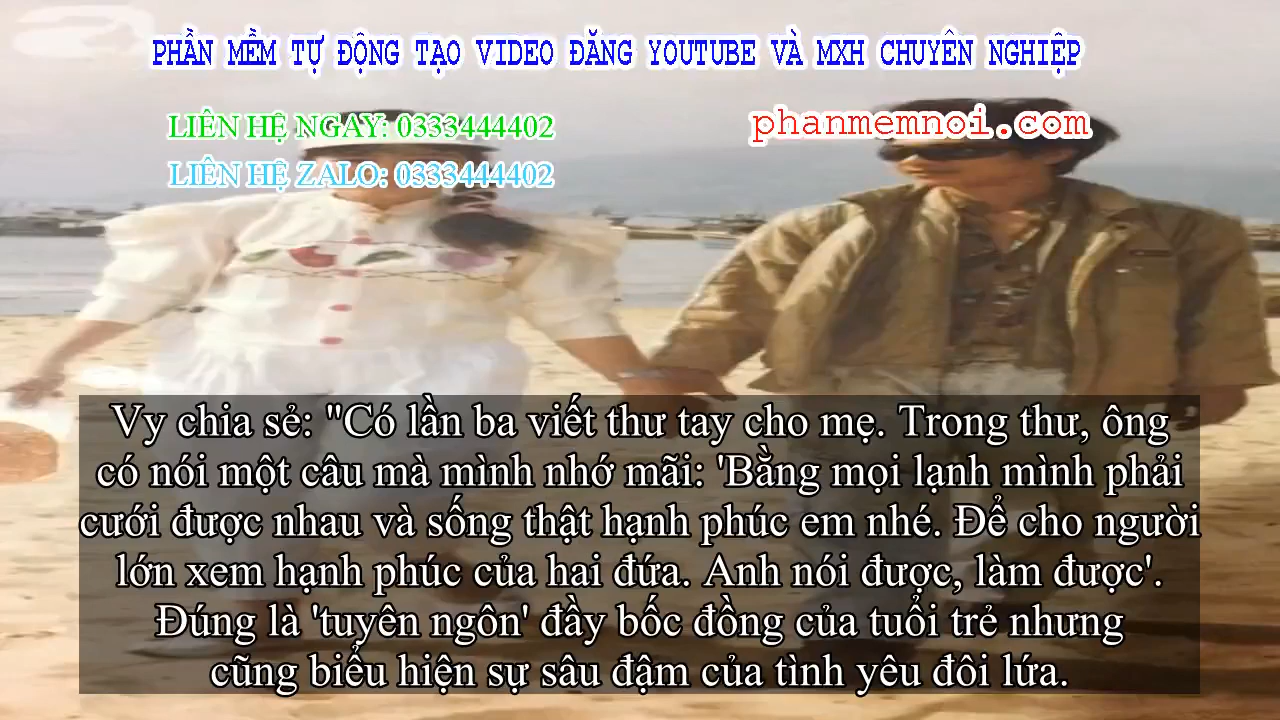 PHẦN MỀM TỰ ĐỘNG TẠO VIDEO ĐĂNG YOUTUBE VÀ MXH CHUYÊN NGHIỆP
LIÊN HỆ NGAY: 0333444402
phanmemnoi.com
LIÊN HỆ ZALO: 0333444402
Vy chia sẻ: "Có lần ba viết thư tay cho mẹ. Trong thư, ông
có nói một câu mà mình nhớ mãi: 'Bằng mọi lạnh mình phải
cưới được nhau và sống thật hạnh phúc em nhé. Để cho người
lớn xem hạnh phúc của hai đứa. Anh nói được, làm được'.
Đúng là 'tuyên ngôn' đầy bốc đồng của tuổi trẻ nhưng
cũng biểu hiện sự sâu đậm của tình yêu đôi lứa.